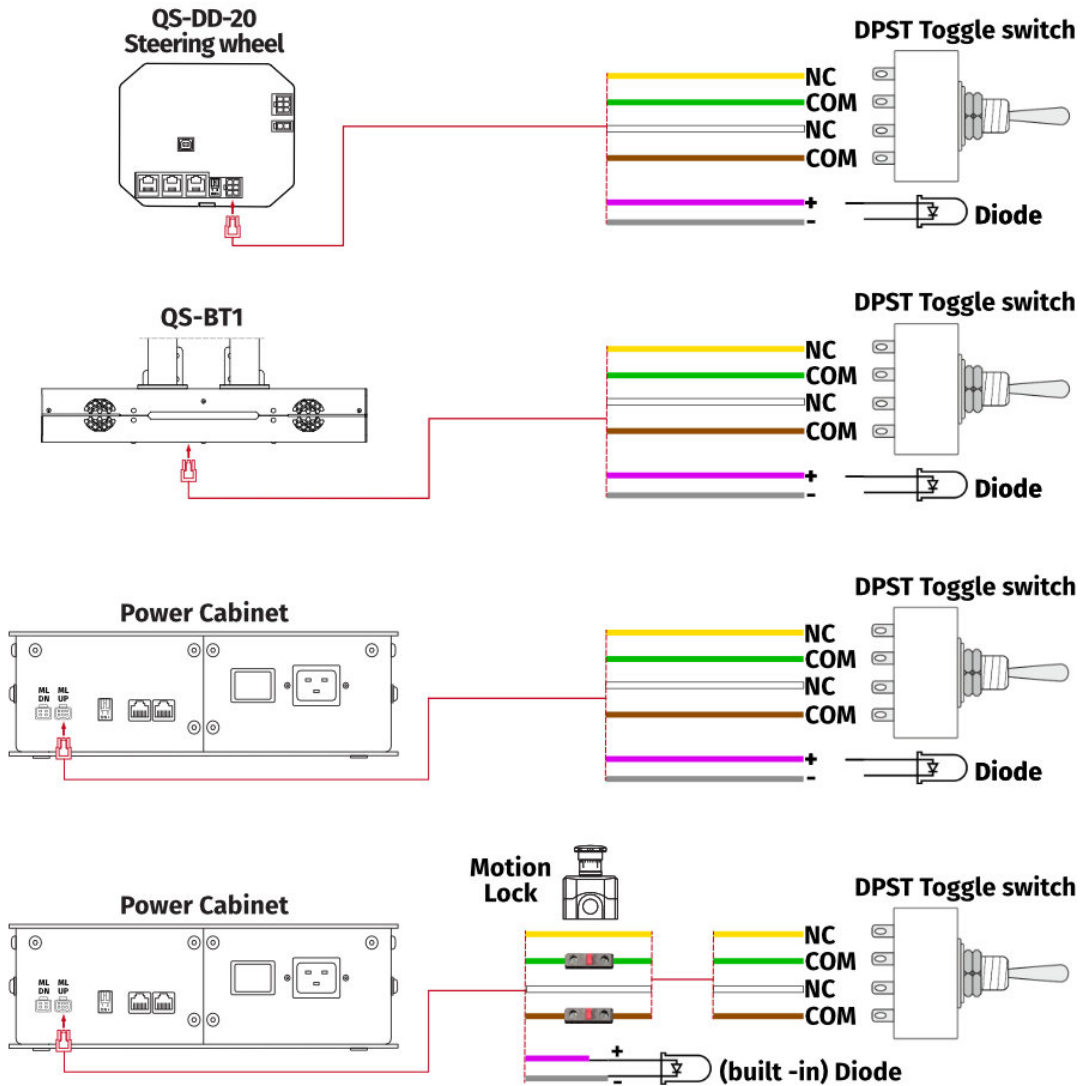 QS-DD-20
Steering wheel
DPST Toggle switch
NC
COM
NC
COM
+
-
Diode
QS-BT1
DPST Toggle switch
NC
COM
NC
COM
+
-
Diode
Power Cabinet
DPST Toggle switch
ML DN
ML UP
NC
COM
NC
COM
+
-
Diode
Motion
Lock
Power Cabinet
DPST Toggle switch
ML DN
ML UP
NC
COM
NC
COM
+
-
(built -in) Diode